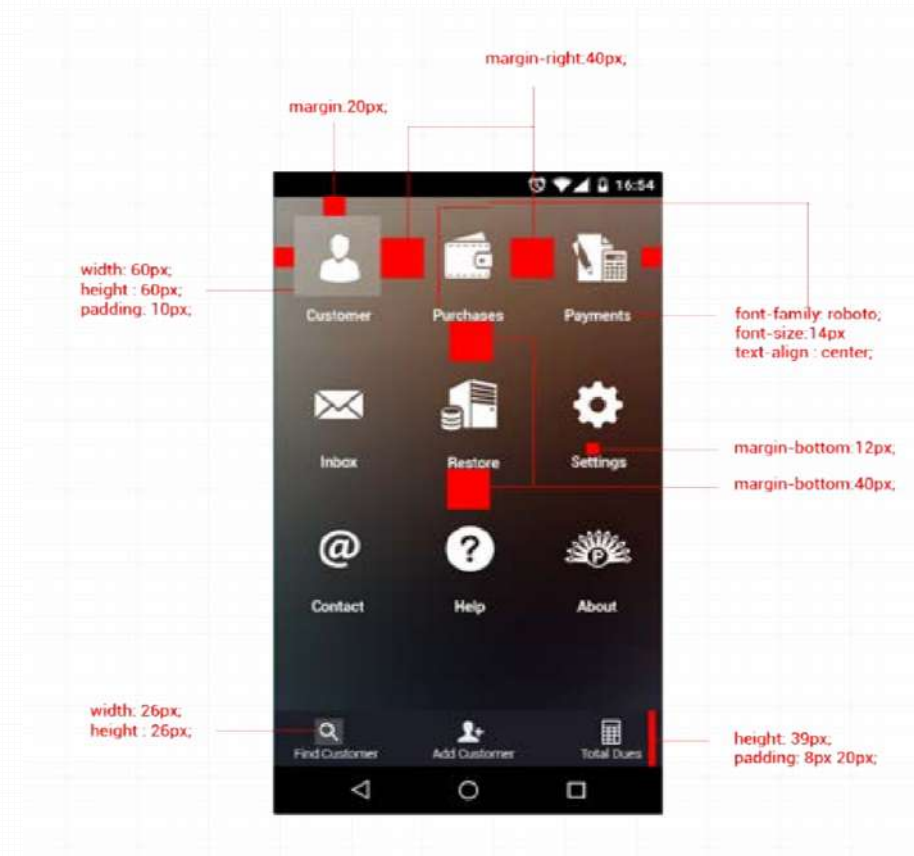 margin-right:40px;
margin:20px;
16:54
width: 60px;
height : 60px;
padding: 10px;
Customer
Purchases
Payments
font-family: roboto;
font-size:14px
text-align : center;
Inbox
Restore
Settings
margin-bottom:12px;
margin-bottom:40px;
@
?
P
Contact
Help
About
width: 26px;
height : 26px;
Find Customer
Add Customer
Total Dues
height: 39px;
padding: 8px 20px;